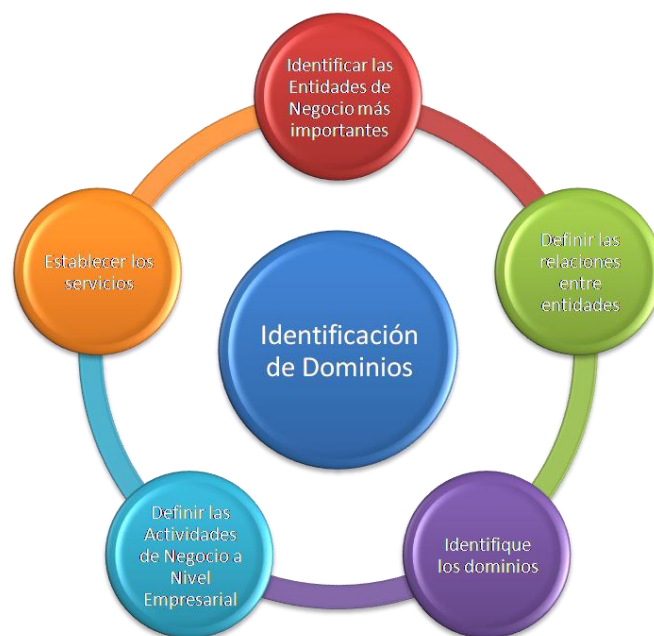 Identificar las
Entidades de
Negocio más
importantes
Definir las
relaciones
entre
entidades
Identifique
los dominios
Definir las
Actividades
de Negocio a
Nivel
Empresarial
Establecer los
servicios
Identificación
de Dominios